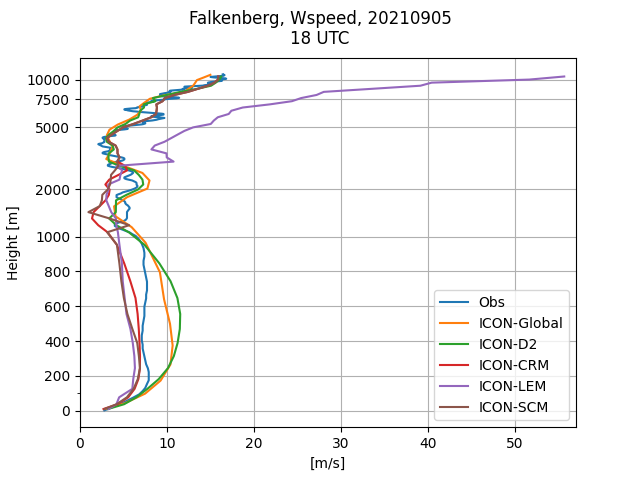 Falkenberg, Wspeed, 20210905
18 UTC
Height [m]
10000
7500
5000
2000
1000
800
600
400
200
0
0
10
20
30
40
50
[m/s]
Obs
ICON-Global
ICON-D2
ICON-CRM
ICON-LEM
ICON-SCM